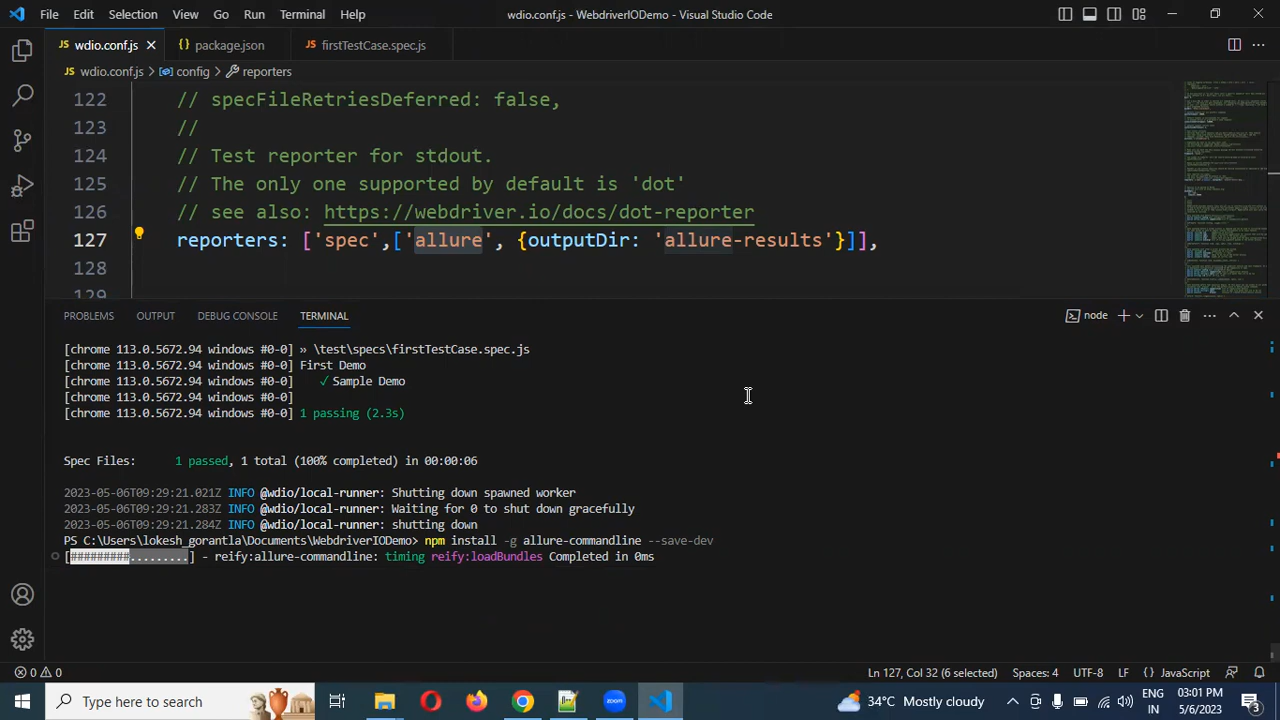 File Edit Selection View Go Run Terminal Help wdio.conf.js - WebdriverIODemo - Visual Studio Code
JS wdio.conf.js {} package.json JS firstTestCase.spec.js
JS wdio.conf.js > config > reporters
122 // specFileRetriesDeferred: false,
123 //
124 // Test reporter for stdout.
125 // The only one supported by default is 'dot'
126 // see also: https://webdriver.io/docs/dot-reporter
127 reporters: ['spec',['allure', {outputDir: 'allure-results'}]],
128
129
PROBLEMS OUTPUT DEBUG CONSOLE TERMINAL node
[chrome 113.0.5672.94 windows #0-0] » \test\specs\firstTestCase.spec.js
[chrome 113.0.5672.94 windows #0-0] First Demo
[chrome 113.0.5672.94 windows #0-0] ✓ Sample Demo
[chrome 113.0.5672.94 windows #0-0]
[chrome 113.0.5672.94 windows #0-0] 1 passing (2.3s)
Spec Files: 1 passed, 1 total (100% completed) in 00:00:06
2023-05-06T09:29:21.021Z INFO @wdio/local-runner: Shutting down spawned worker
2023-05-06T09:29:21.283Z INFO @wdio/local-runner: Waiting for 0 to shut down gracefully
2023-05-06T09:29:21.284Z INFO @wdio/local-runner: shutting down
PS C:\Users\lokesh_gorantla\Documents\WebdriverIODemo> npm install -g allure-commandline --save-dev
[#########.........] - reify:allure-commandline: timing reify:loadBundles Completed in 0ms
0 0 Ln 127, Col 32 (6 selected) Spaces: 4 UTF-8 LF {} JavaScript
Type here to search zoom 34°C Mostly cloudy ENG IN 03:01 PM 5/6/2023 3